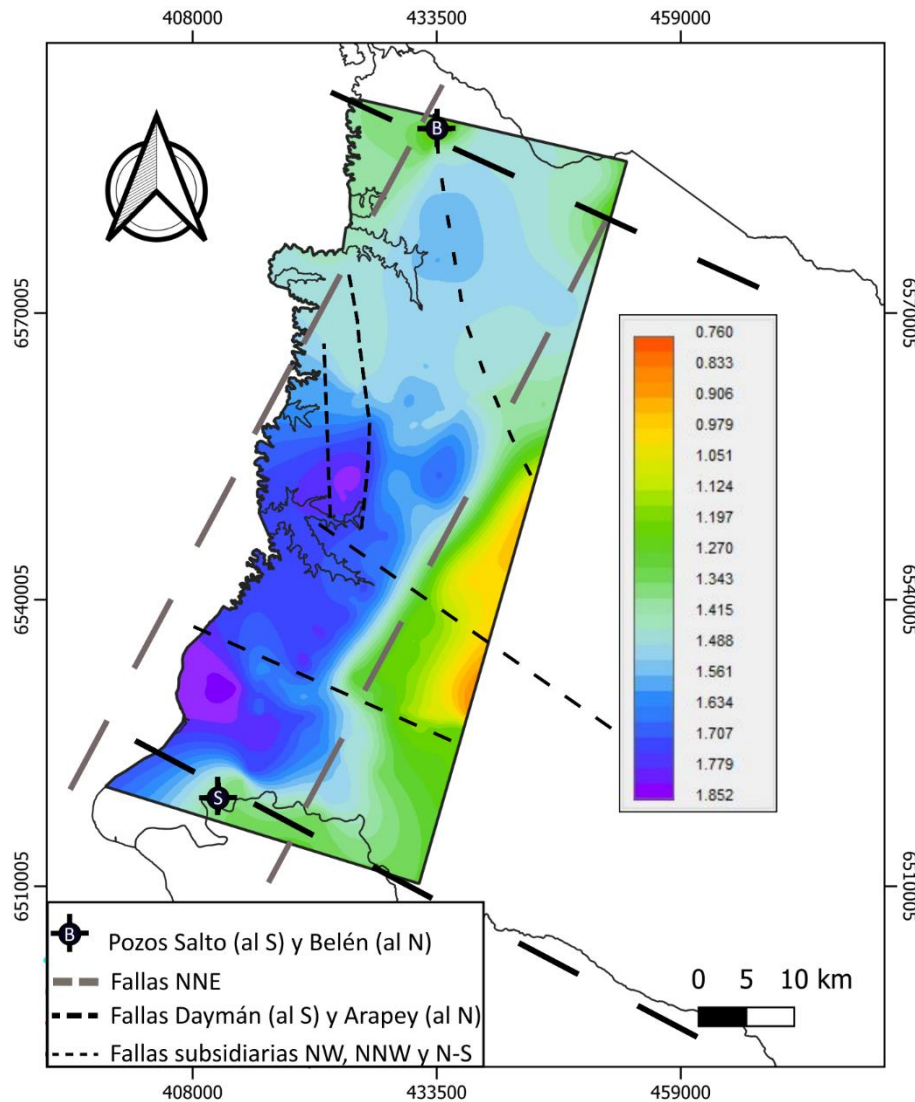 408000 433500 459000
B
6570005 6570005
0.760
0.833
0.906
0.979
1.051
1.124
1.197
1.270
1.343
1.415
1.488
1.561
1.634
1.707
1.779
1.852
6540005 6540005
S
6510005 6510005
B Pozos Salto (al S) y Belén (al N)
Fallas NNE
Fallas Daymán (al S) y Arapey (al N)
Fallas subsidiarias NW, NNW y N-S
0 5 10 km
408000 433500 459000